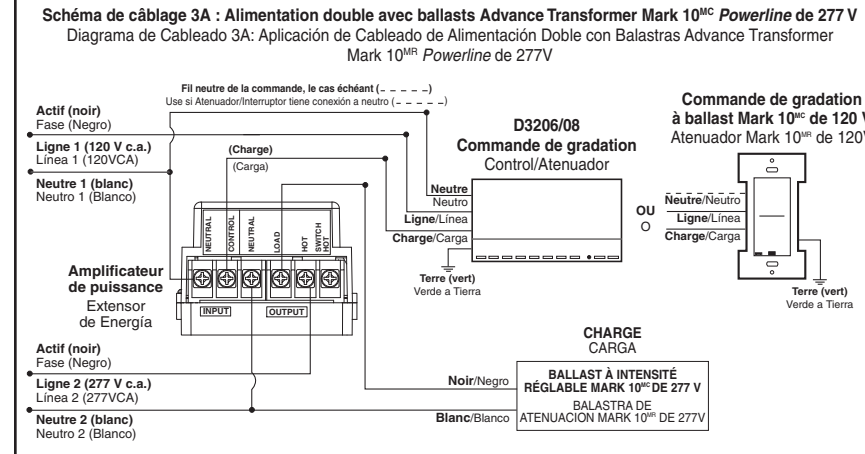 Schéma de câblage 3A : Alimentation double avec ballasts Advance Transformer Mark 10MC Powerline de 277 V
Diagrama de Cableado 3A: Aplicación de Cableado de Alimentación Doble con Balastras Advance Transformer
Mark 10MR Powerline de 277V
Fil neutre de la commande, le cas échéant (– – – – –)
Use si Atenuador/Interruptor tiene conexión a neutro (– – – – –)
Actif (noir)
Fase (Negro)
Ligne 1 (120 V c.a.)
Línea 1 (120VCA)
Neutre 1 (blanc)
Neutro 1 (Blanco)
(Charge)
(Carga)
D3206/08
Commande de gradation
Control/Atenuador
Neutre
Neutro
Ligne/Línea
Charge/Carga
Terre (vert)
Verde a Tierra
OU
O
Commande de gradation
à ballast Mark 10MC de 120 V
Atenuador Mark 10MR de 120V
Neutre/Neutro
Ligne/Línea
Charge/Carga
Terre (vert)
Verde a Tierra
NEUTRAL
CONTROL
NEUTRAL
LOAD
HOT
SWITCH
HOT
INPUT
OUTPUT
Amplificateur
de puissance
Extensor
de Energía
Actif (noir)
Fase (Negro)
Ligne 2 (277 V c.a.)
Línea 2 (277VCA)
Neutre 2 (blanc)
Neutro 2 (Blanco)
Noir/Negro
Blanc/Blanco
CHARGE
CARGA
BALLAST À INTENSITÉ
RÉGLABLE MARK 10MC DE 277 V
BALASTRA DE
ATENUACION MARK 10MR DE 277V